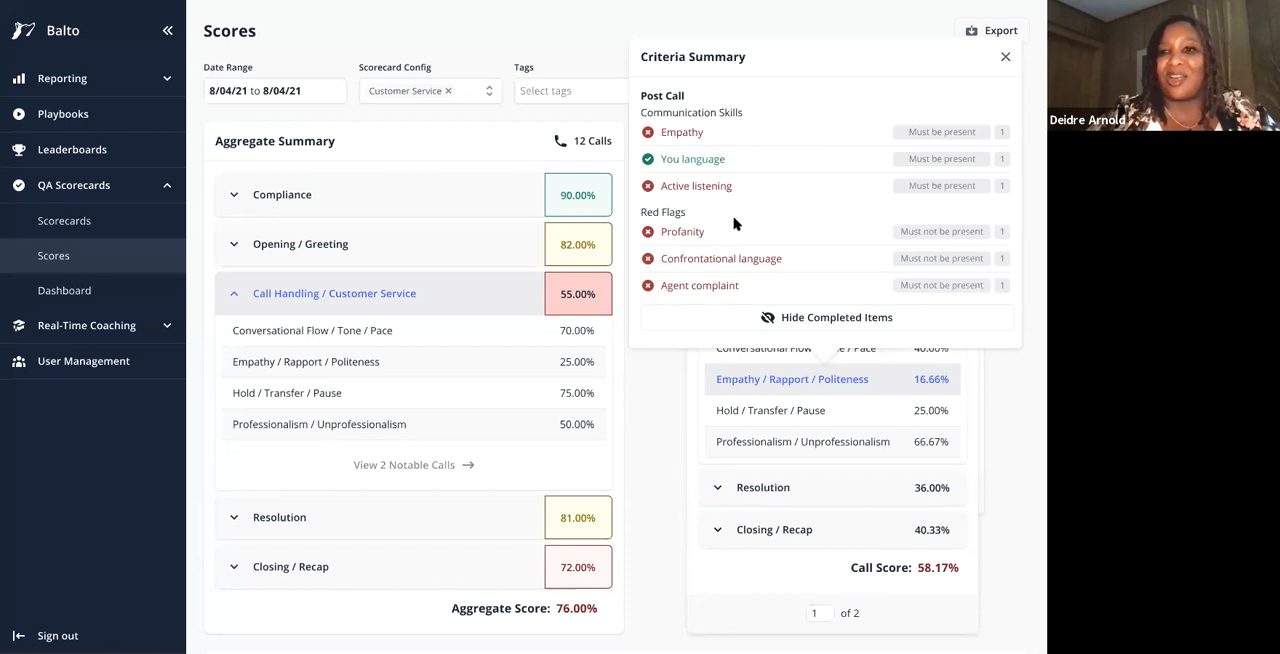 Balto
Reporting
Playbooks
Leaderboards
QA Scorecards
Scorecards
Scores
Dashboard
Real-Time Coaching
User Management
Sign out
Scores
Export
Date Range
Scorecard Config
Tags
8/04/21 to 8/04/21
Customer Service
Select tags
Aggregate Summary
12 Calls
Compliance 90.00%
Opening / Greeting 82.00%
Call Handling / Customer Service 55.00%
Conversational Flow / Tone / Pace 70.00%
Empathy / Rapport / Politeness 25.00%
Hold / Transfer / Pause 75.00%
Professionalism / Unprofessionalism 50.00%
View 2 Notable Calls
Resolution 81.00%
Closing / Recap 72.00%
Aggregate Score: 76.00%
Criteria Summary
Post Call
Communication Skills
Empathy Must be present 1
You language Must be present 1
Active listening Must be present 1
Red Flags
Profanity Must not be present 1
Confrontational language Must not be present 1
Agent complaint Must not be present 1
Hide Completed Items
Conversational Flow / Pace 40.00%
Empathy / Rapport / Politeness 16.66%
Hold / Transfer / Pause 25.00%
Professionalism / Unprofessionalism 66.67%
Resolution 36.00%
Closing / Recap 40.33%
Call Score: 58.17%
1 of 2
Deidre Arnold